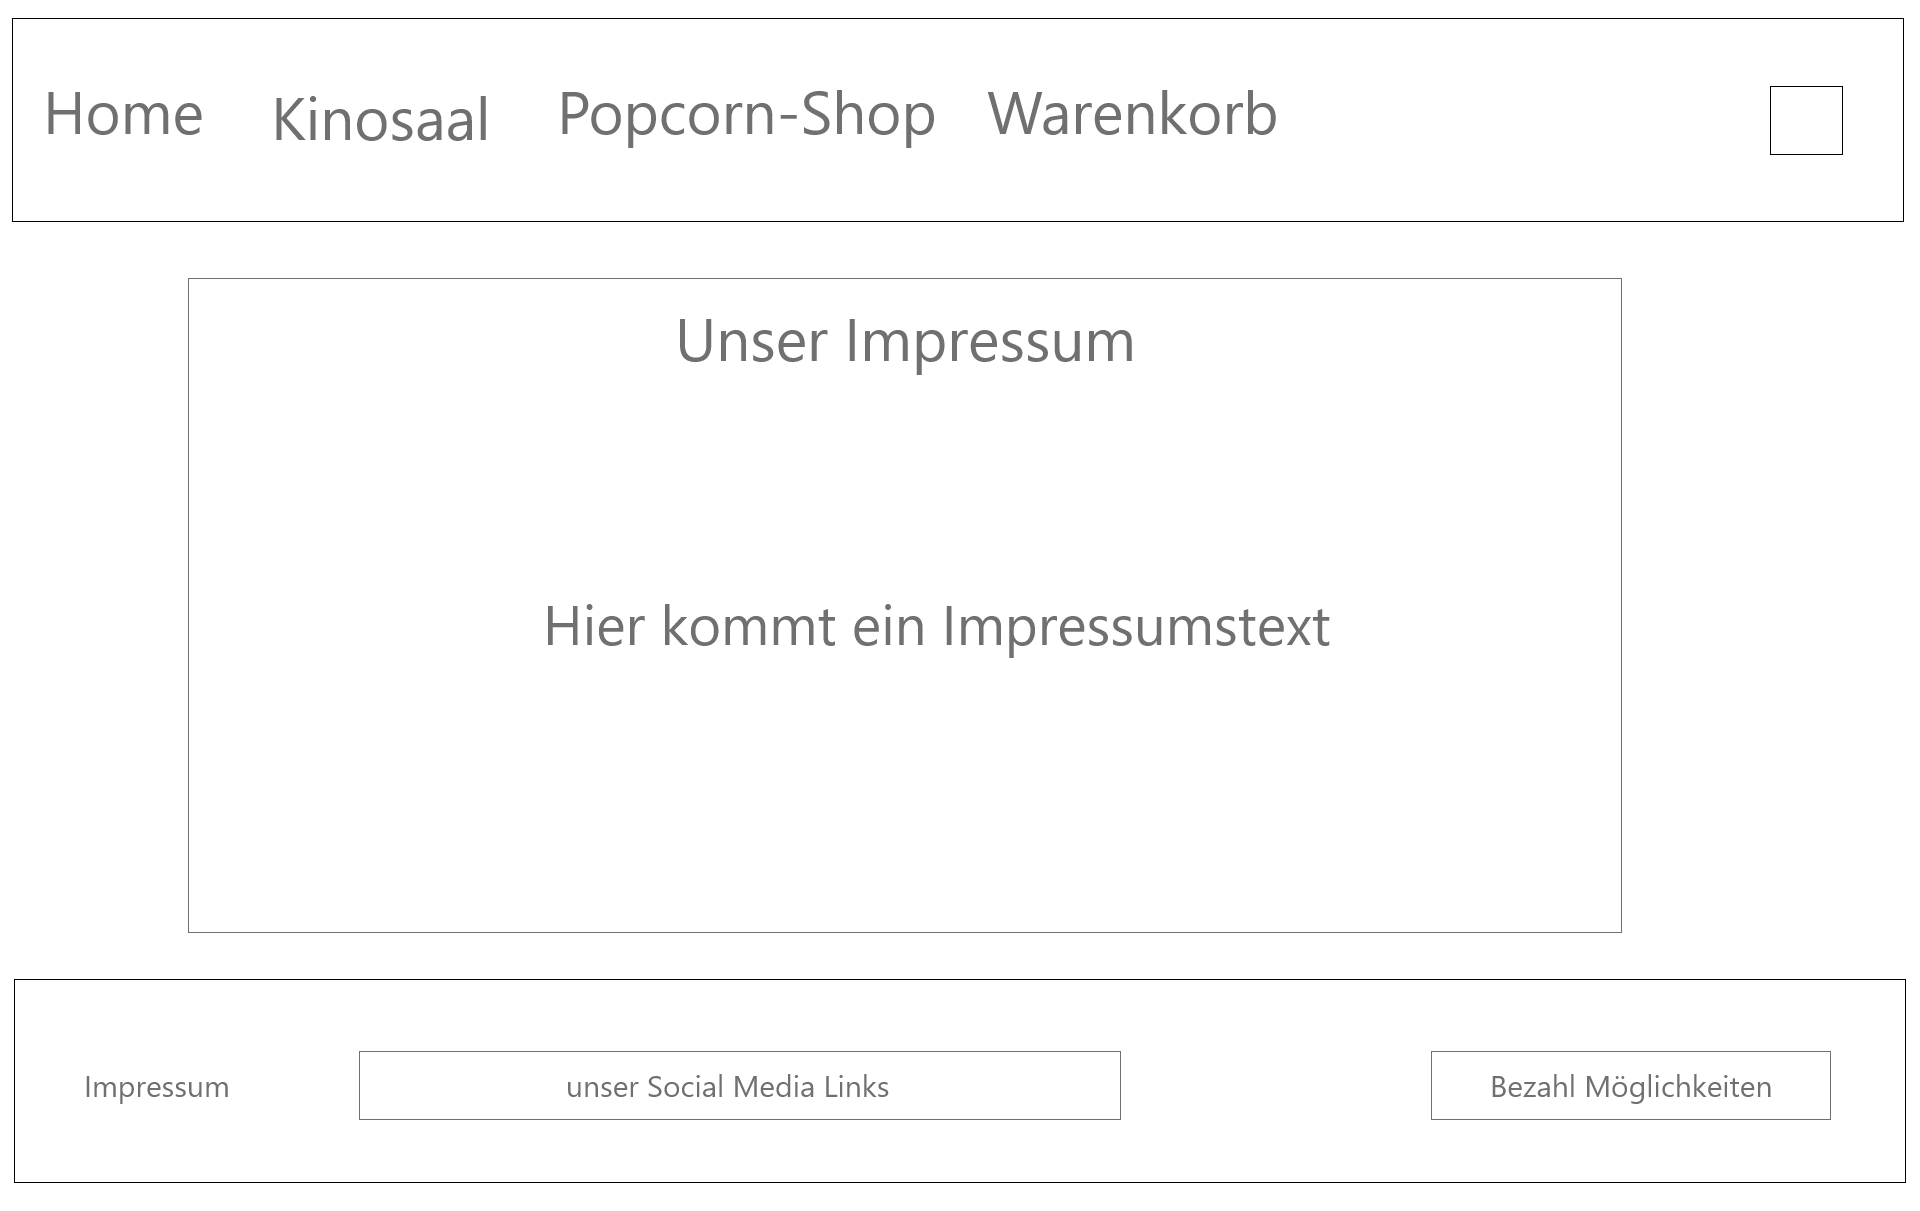 Home Kinosaal Popcorn-Shop Warenkorb
Unser Impressum
Hier kommt ein Impressumstext
Impressum unser Social Media Links Bezahl Möglichkeiten